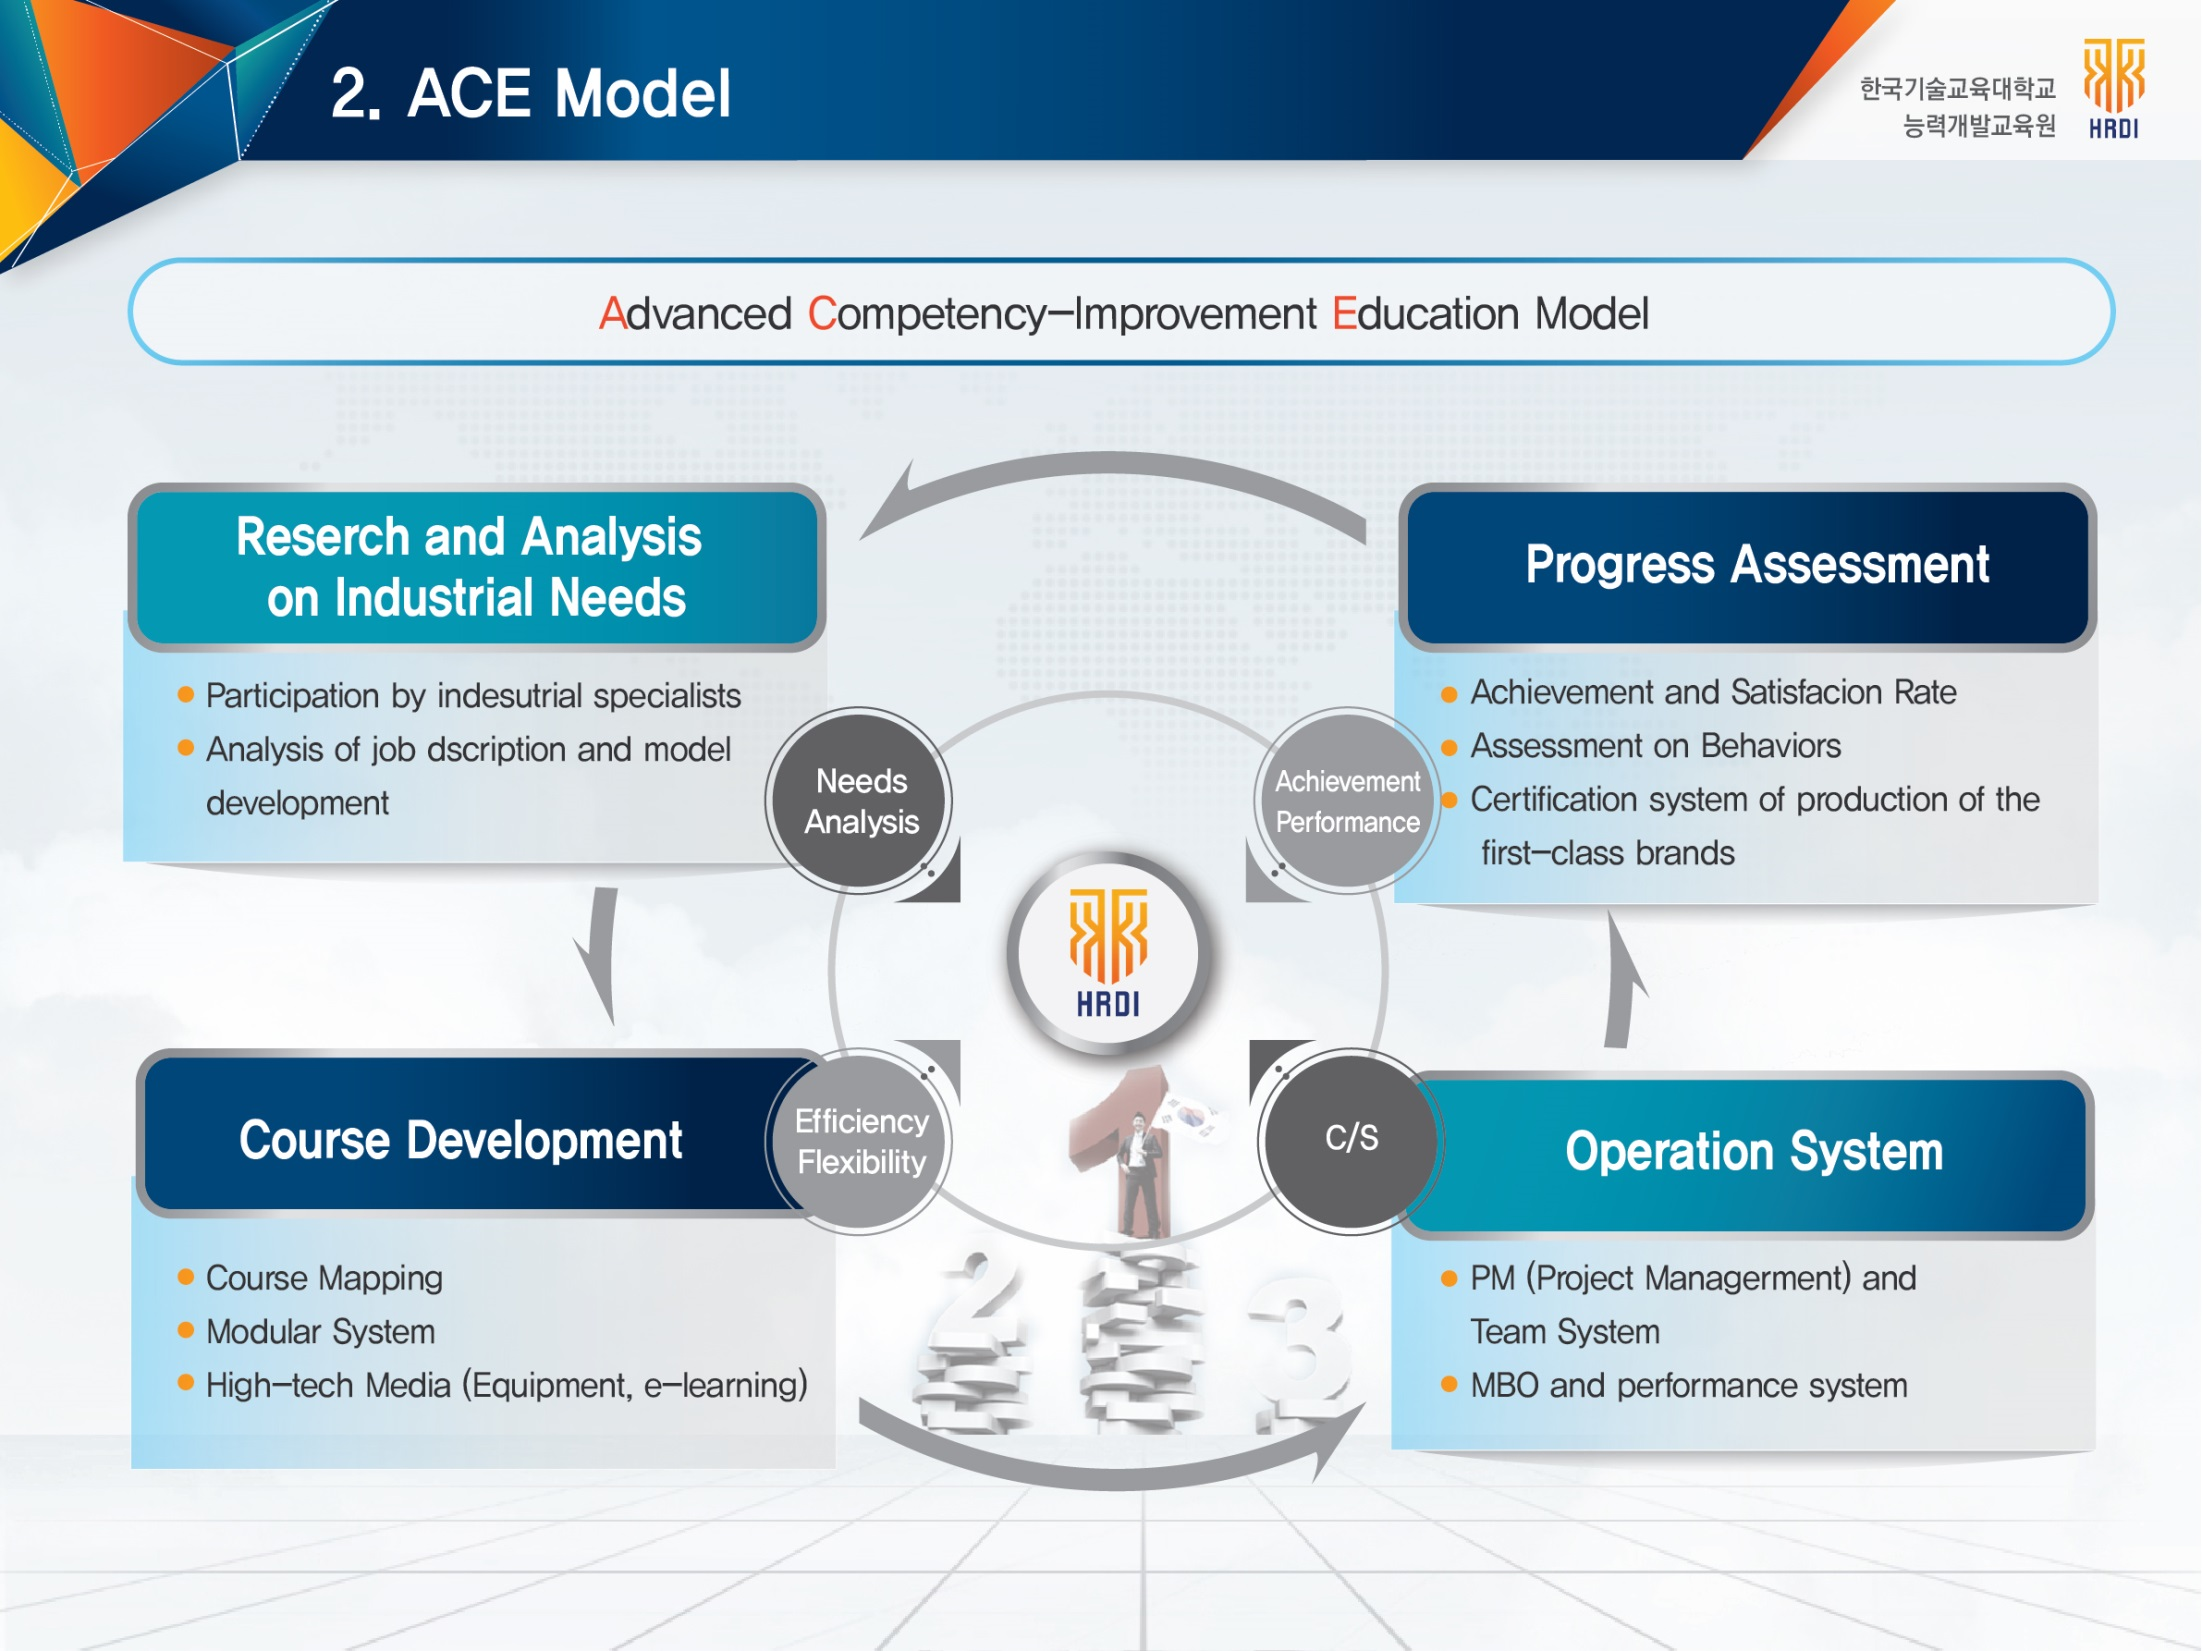 2. ACE Model
한국기술교육대학교
능력개발교육원
HRDI
Advanced Competency-Improvement Education Model
Reserch and Analysis
on Industrial Needs
Participation by indesutrial specialists
Analysis of job dscription and model
development
Needs
Analysis
Progress Assessment
Achievement and Satisfacion Rate
Assessment on Behaviors
Certification system of production of the
first-class brands
Achievement
Performance
HRDI
Course Development
Course Mapping
Modular System
High-tech Media (Equipment, e-learning)
Efficiency
Flexibility
C/S
Operation System
PM (Project Managerment) and
Team System
MBO and performance system
1
2
3